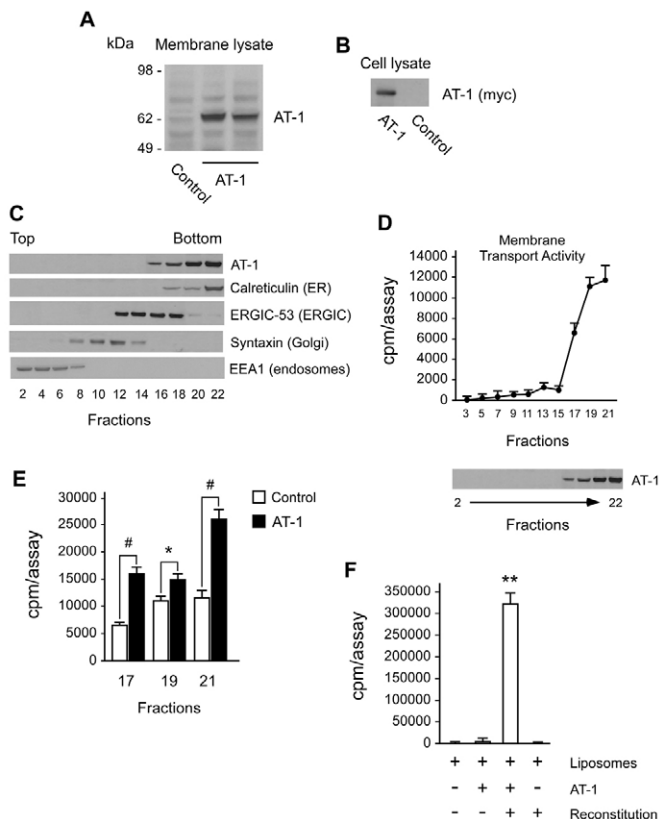 A
kDa
Membrane lysate
98 -
62 -
49 -
AT-1
Control
AT-1
B
Cell lysate
AT-1 (myc)
AT-1
Control
C
Top
Bottom
AT-1
Calreticulin (ER)
ERGIC-53 (ERGIC)
Syntaxin (Golgi)
EEA1 (endosomes)
2 4 6 8 10 12 14 16 18 20 22
Fractions
D
Membrane
Transport Activity
cpm/assay
14000
12000
10000
8000
6000
4000
2000
0
3 5 7 9 11 13 15 17 19 21
Fractions
AT-1
2 22
Fractions
E
Control
AT-1
cpm/assay
30000
25000
20000
15000
10000
5000
0
# * #
17 19 21
Fractions
F
cpm/assay
350000
300000
250000
200000
150000
100000
50000
0
**
+ + + + Liposomes
- + + - AT-1
- - + + Reconstitution